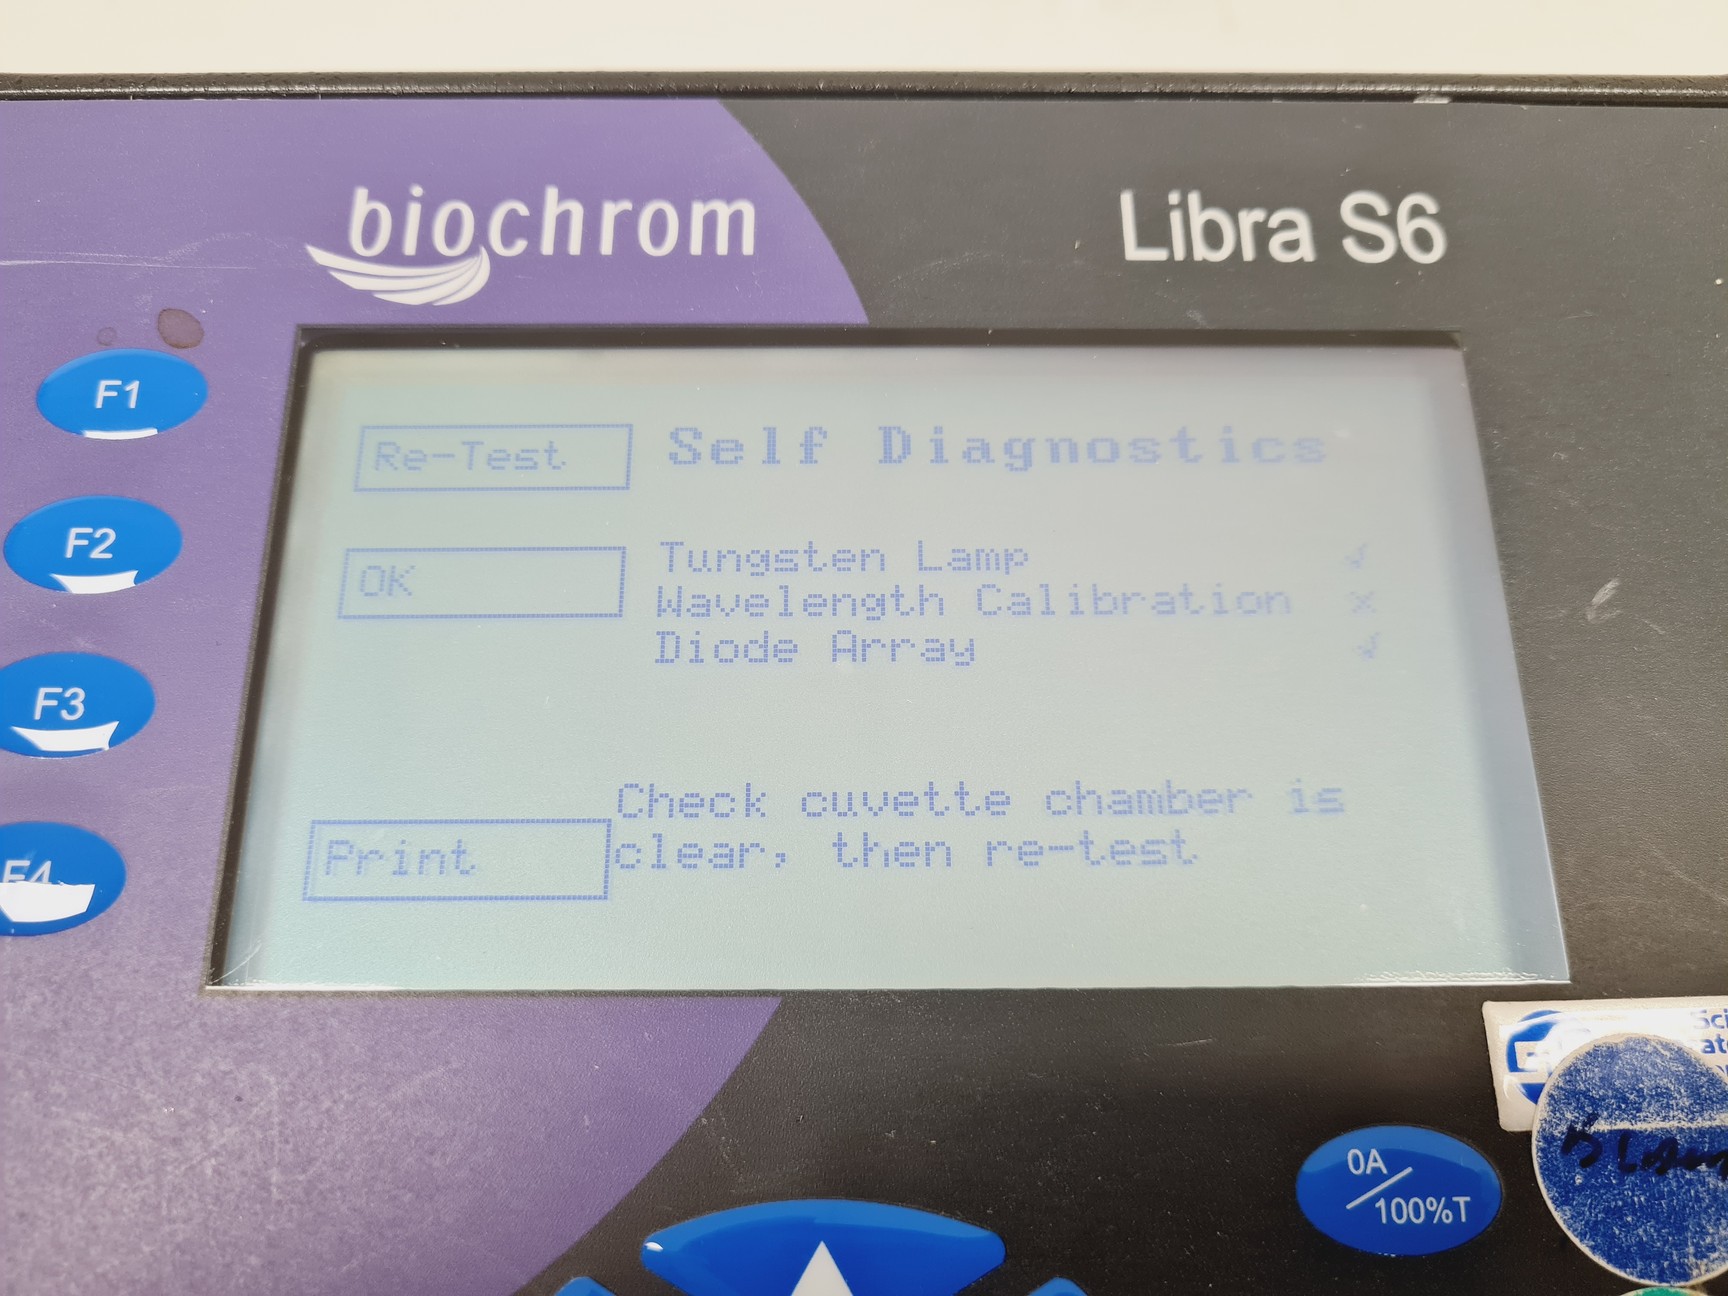 biochrom
Libra S6
F1
Re-Test
Self Diagnostics
F2
OK
Tungsten Lamp √
Wavelength Calibration ×
Diode Array √
F3
Check cuvette chamber is
clear, then re-test
F4
Print
0A/100%T